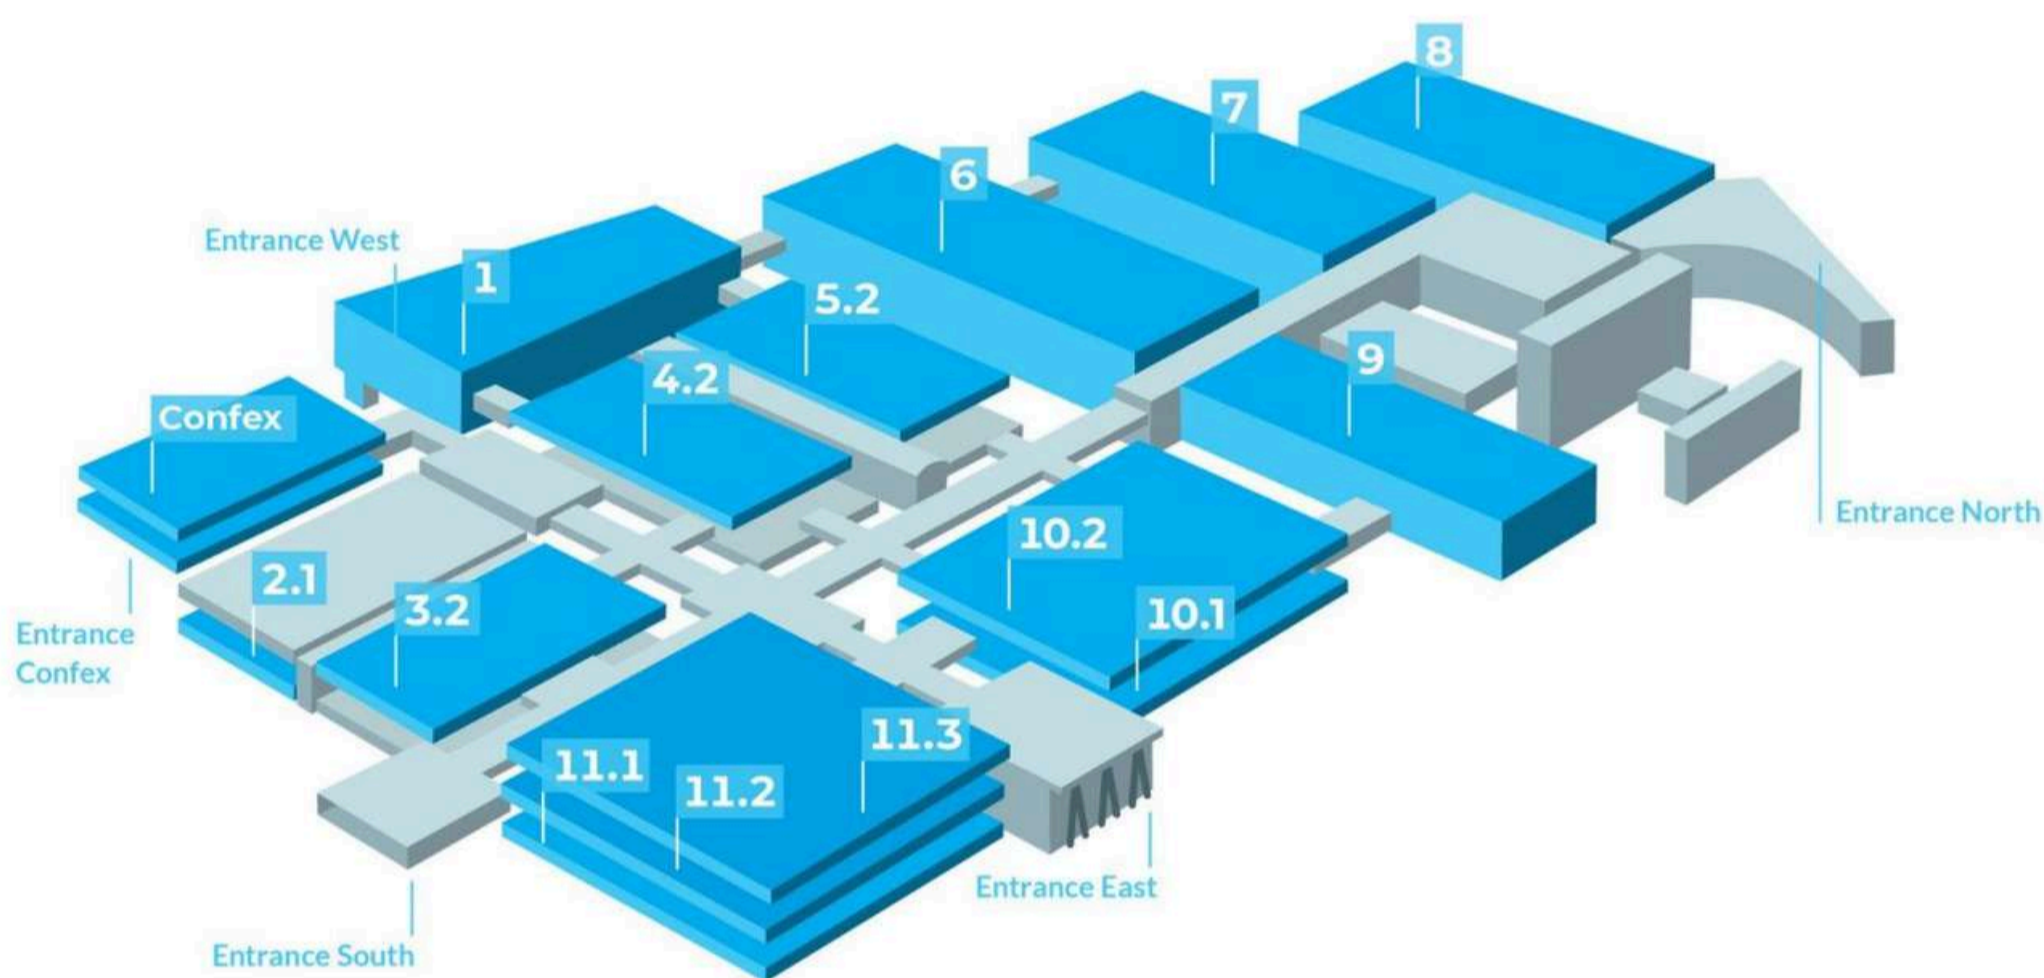 8
7
6
Entrance West
1
5.2
9
4.2
Confex
Entrance North
10.2
2.1
3.2
10.1
Entrance
Confex
11.3
11.1
11.2
Entrance East
Entrance South